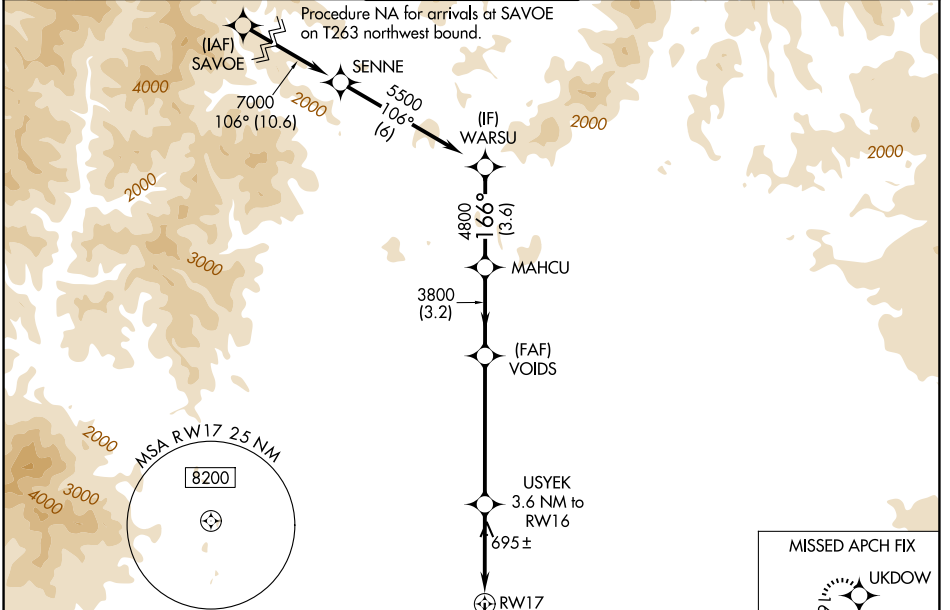 Procedure NA for arrivals at SAVOE
on T263 northwest bound.
(IAF)
SAVOE
SENNE
4000
7000
106° (10.6)
2000
5500
106°
(6)
(IF)
WARSU
2000
2000
2000
4800
166°
(3.6)
MAHCU
3000
3800
(3.2)
(FAF)
VOIDS
2000
MSA RW17 25 NM
8200
3000
4000
USYEK
3.6 NM to
RW16
695±
MISSED APCH FIX
UKDOW
RW17